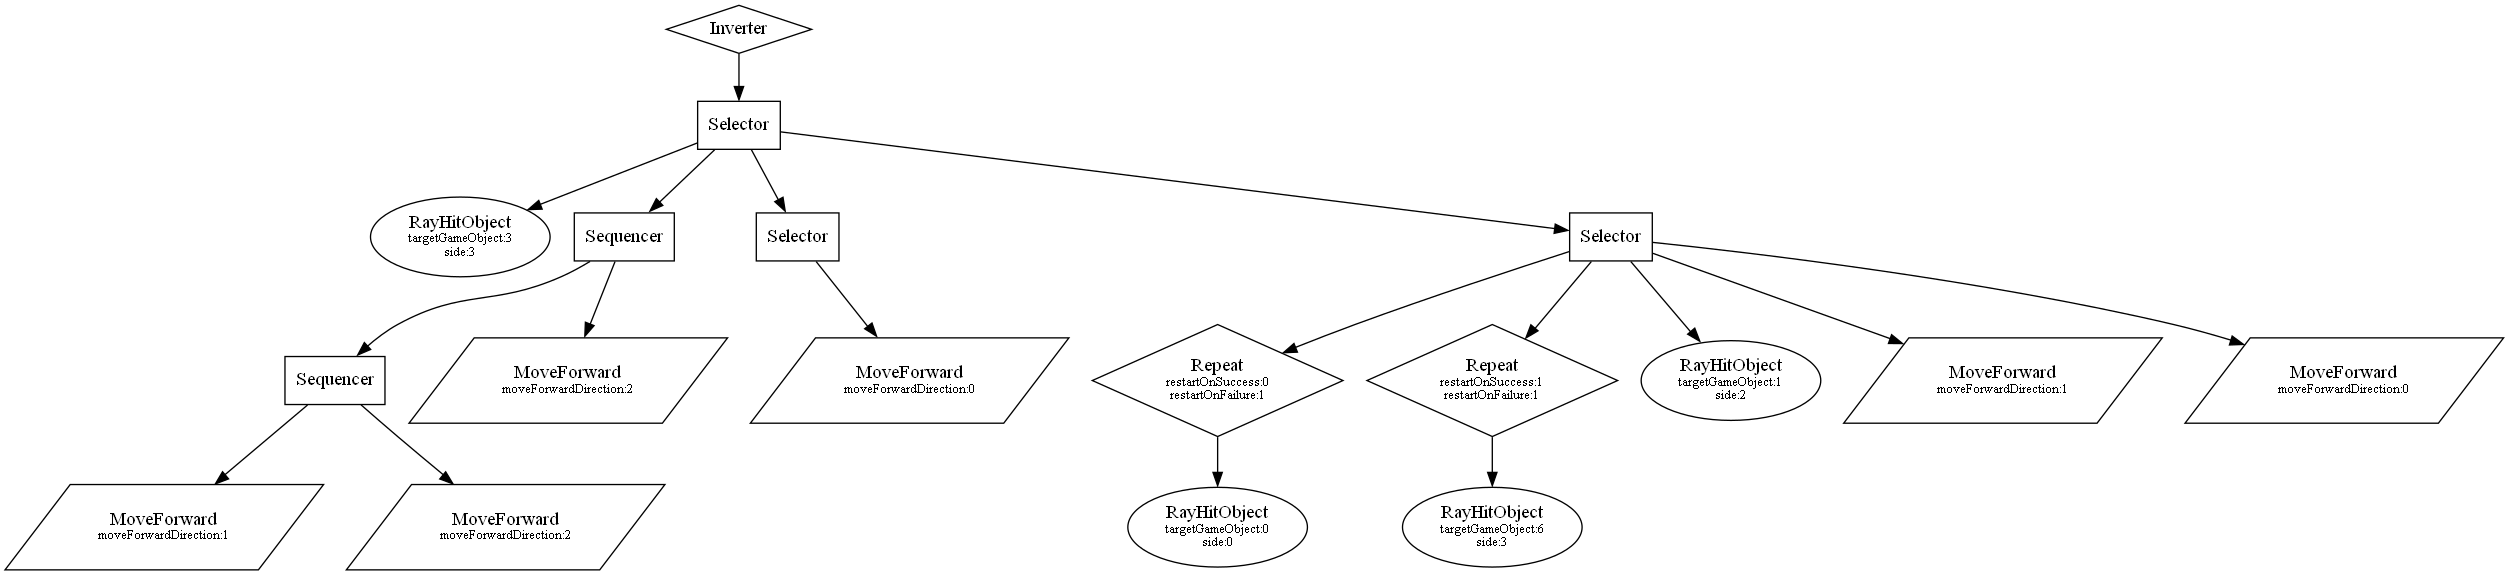 Inverter
Selector
RayHitObject
targetGameObject:3
side:3
Sequencer
Selector
Selector
Sequencer
MoveForward
moveForwardDirection:2
MoveForward
moveForwardDirection:0
Repeat
restartOnSuccess:0
restartOnFailure:1
Repeat
restartOnSuccess:1
restartOnFailure:1
RayHitObject
targetGameObject:1
side:2
MoveForward
moveForwardDirection:1
MoveForward
moveForwardDirection:0
MoveForward
moveForwardDirection:1
MoveForward
moveForwardDirection:2
RayHitObject
targetGameObject:0
side:0
RayHitObject
targetGameObject:6
side:3